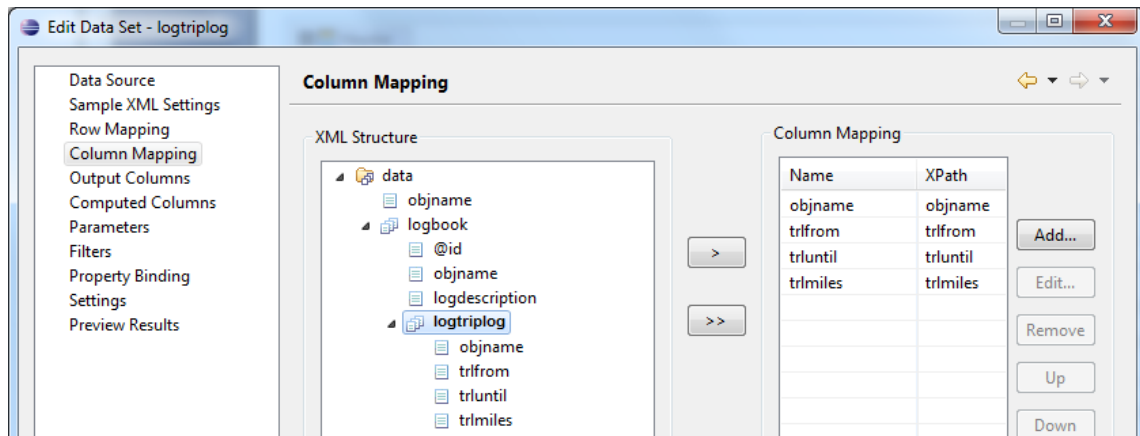 Edit Data Set - logtriplog
Data Source
Sample XML Settings
Row Mapping
Column Mapping
Output Columns
Computed Columns
Parameters
Filters
Property Binding
Settings
Preview Results
Column Mapping
XML Structure
data
objname
logbook
@id
objname
logdescription
logtriplog
objname
trlfrom
trluntil
trlmiles
>
>>
Column Mapping
Name XPath
objname objname
trlfrom trlfrom
trluntil trluntil
trlmiles trlmiles
Add...
Edit...
Remove
Up
Down